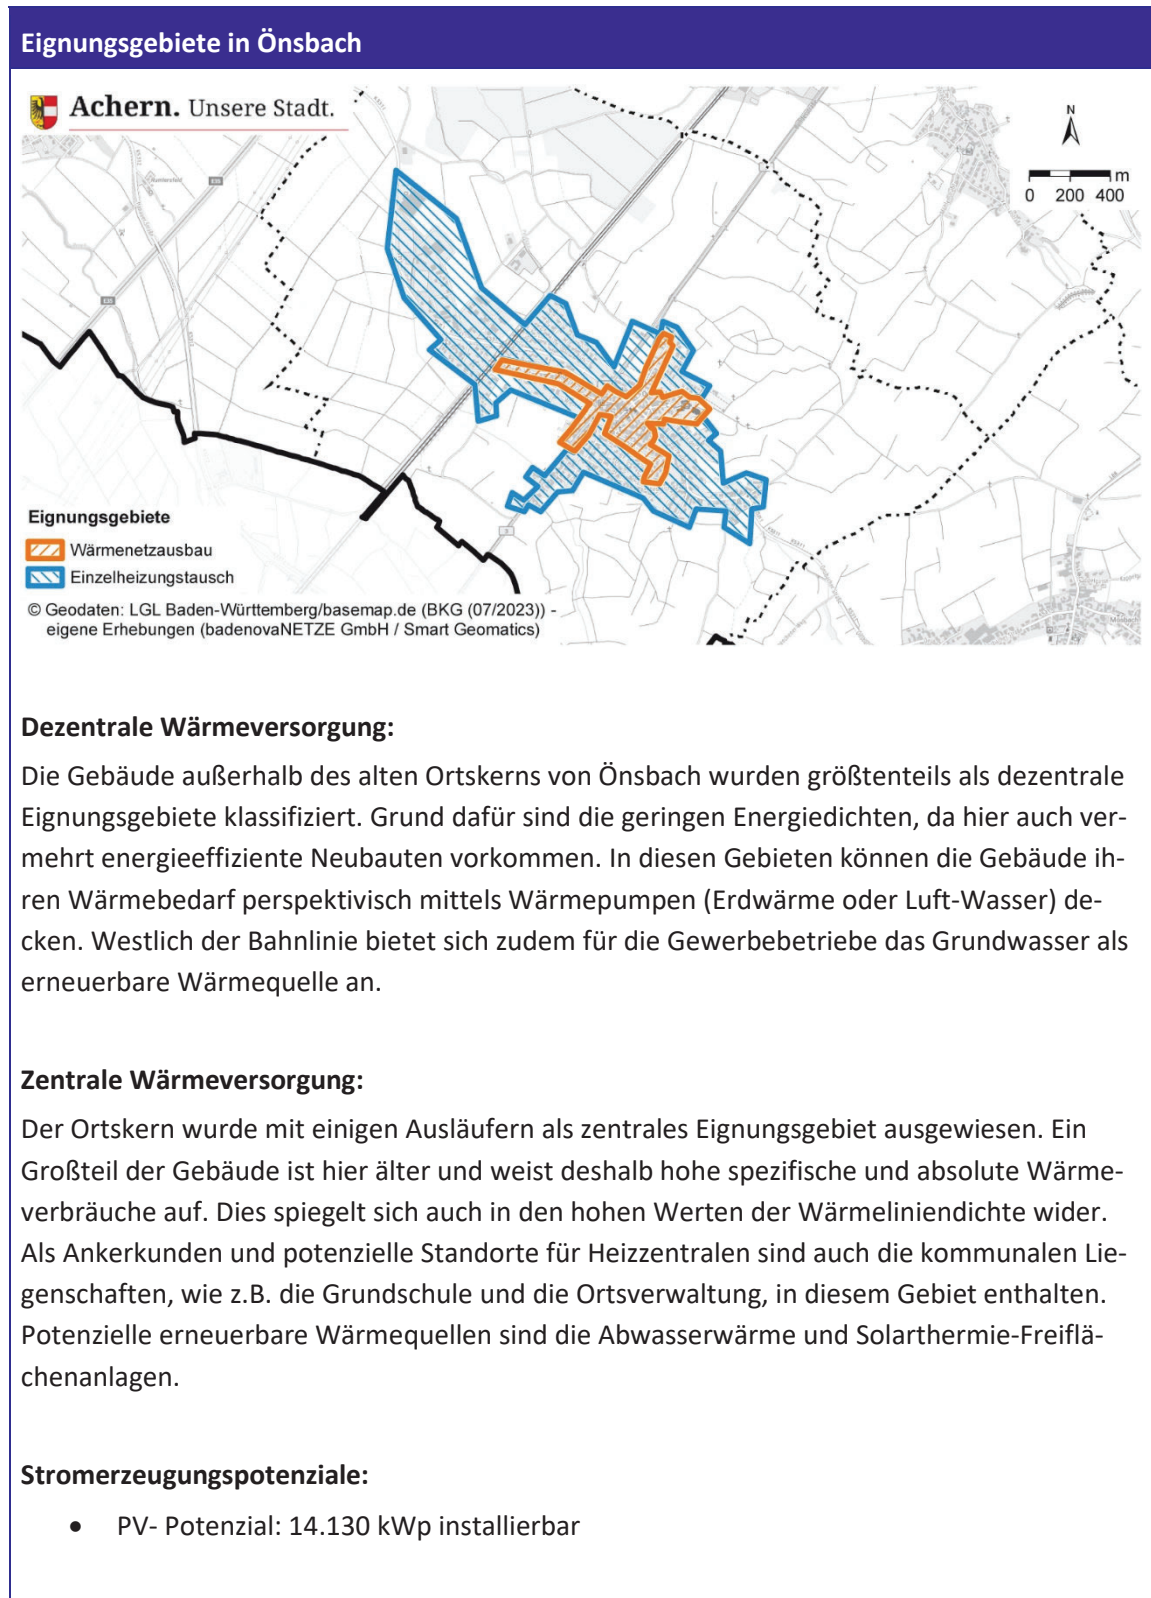 Eignungsgebiete in Önsbach
Achern. Unsere Stadt.
N
m
0 200 400
E35
E35
3
Eignungsgebiete
Wärmenetzausbau
Einzelheizungstausch
© Geodaten: LGL Baden-Württemberg/basemap.de (BKG (07/2023)) -
eigene Erhebungen (badenovaNETZE GmbH / Smart Geomatics)
Mösbach
Dezentrale Wärmeversorgung:
Die Gebäude außerhalb des alten Ortskerns von Önsbach wurden größtenteils als dezentrale
Eignungsgebiete klassifiziert. Grund dafür sind die geringen Energiedichten, da hier auch ver-
mehrt energieeffiziente Neubauten vorkommen. In diesen Gebieten können die Gebäude ih-
ren Wärmebedarf perspektivisch mittels Wärmepumpen (Erdwärme oder Luft-Wasser) de-
cken. Westlich der Bahnlinie bietet sich zudem für die Gewerbebetriebe das Grundwasser als
erneuerbare Wärmequelle an.
Zentrale Wärmeversorgung:
Der Ortskern wurde mit einigen Ausläufern als zentrales Eignungsgebiet ausgewiesen. Ein
Großteil der Gebäude ist hier älter und weist deshalb hohe spezifische und absolute Wärme-
verbräuche auf. Dies spiegelt sich auch in den hohen Werten der Wärmeliniendichte wider.
Als Ankerkunden und potenzielle Standorte für Heizzentralen sind auch die kommunalen Lie-
genschaften, wie z.B. die Grundschule und die Ortsverwaltung, in diesem Gebiet enthalten.
Potenzielle erneuerbare Wärmequellen sind die Abwasserwärme und Solarthermie-Freiflä-
chenanlagen.
Stromerzeugungspotenziale:
• PV- Potenzial: 14.130 kWp installierbar